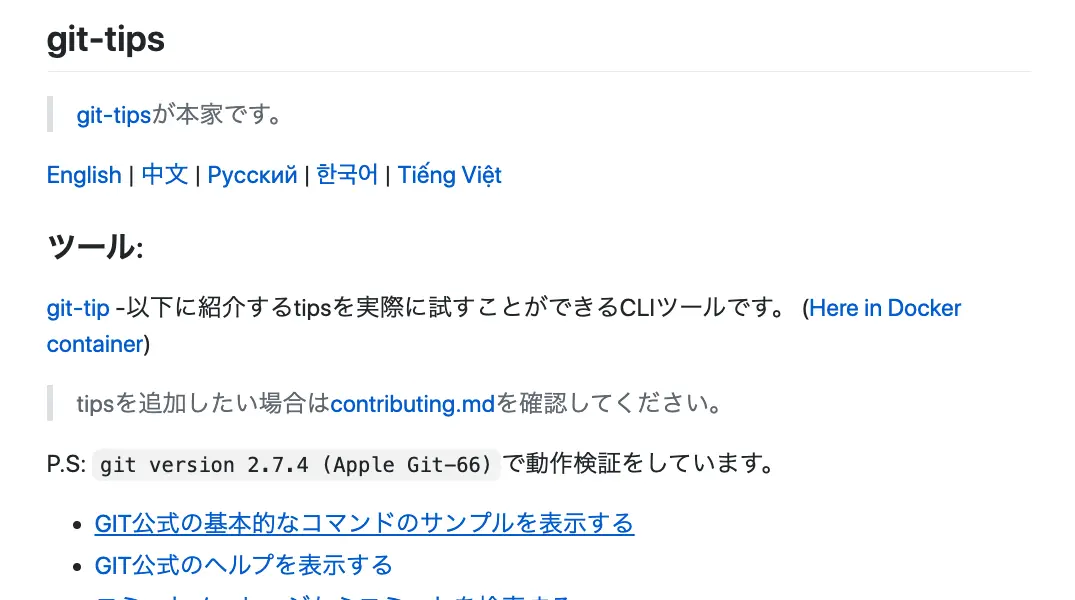 git-tips
git-tipsが本家です。
English | 中文 | Русский | 한국어 | Tiếng Việt
ツール:
git-tip -以下に紹介するtipsを実際に試すことができるCLIツールです。 (Here in Docker
container)
tipsを追加したい場合はcontributing.mdを確認してください。
P.S: git version 2.7.4 (Apple Git-66) で動作検証をしています。
GIT公式の基本的なコマンドのサンプルを表示する
GIT公式のヘルプを表示する